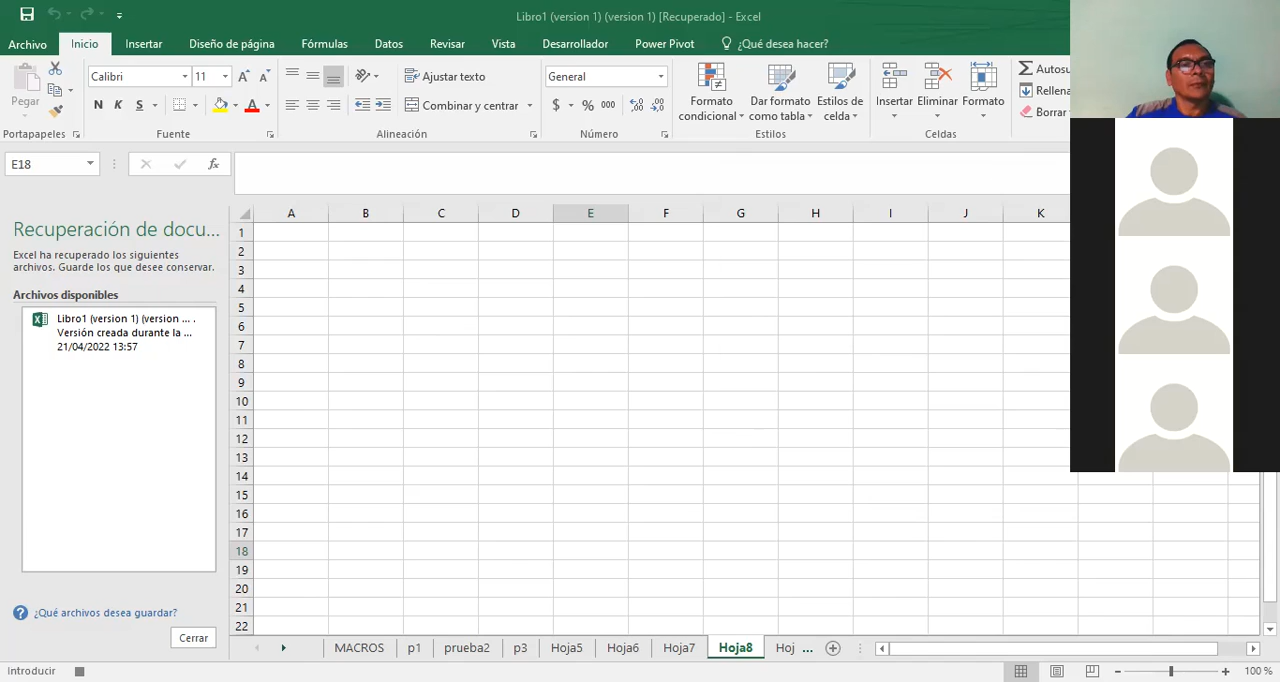 Libro1 (version 1) (version 1) [Recuperado] - Excel
Archivo Inicio Insertar Diseño de página Fórmulas Datos Revisar Vista Desarrollador Power Pivot ¿Qué desea hacer?
Pegar
Calibri 11
N K S
Ajustar texto
Combinar y centrar
General
$ % 000
Formato condicional
Dar formato como tabla
Estilos de celda
Insertar Eliminar Formato
Autosu
Rellena
Borrar
Portapapeles Fuente Alineación Número Estilos Celdas
E18
fx
A B C D E F G H I J K
1
2
3
4
5
6
7
8
9
10
11
12
13
14
15
16
17
18
19
20
21
22
Recuperación de docu...
Excel ha recuperado los siguientes
archivos. Guarde los que desee conservar.
Archivos disponibles
Libro1 (version 1) (version ... .
Versión creada durante la ...
21/04/2022 13:57
¿Qué archivos desea guardar?
Cerrar
MACROS p1 prueba2 p3 Hoja5 Hoja6 Hoja7 Hoja8 Hoj ...
Introducir
100 %